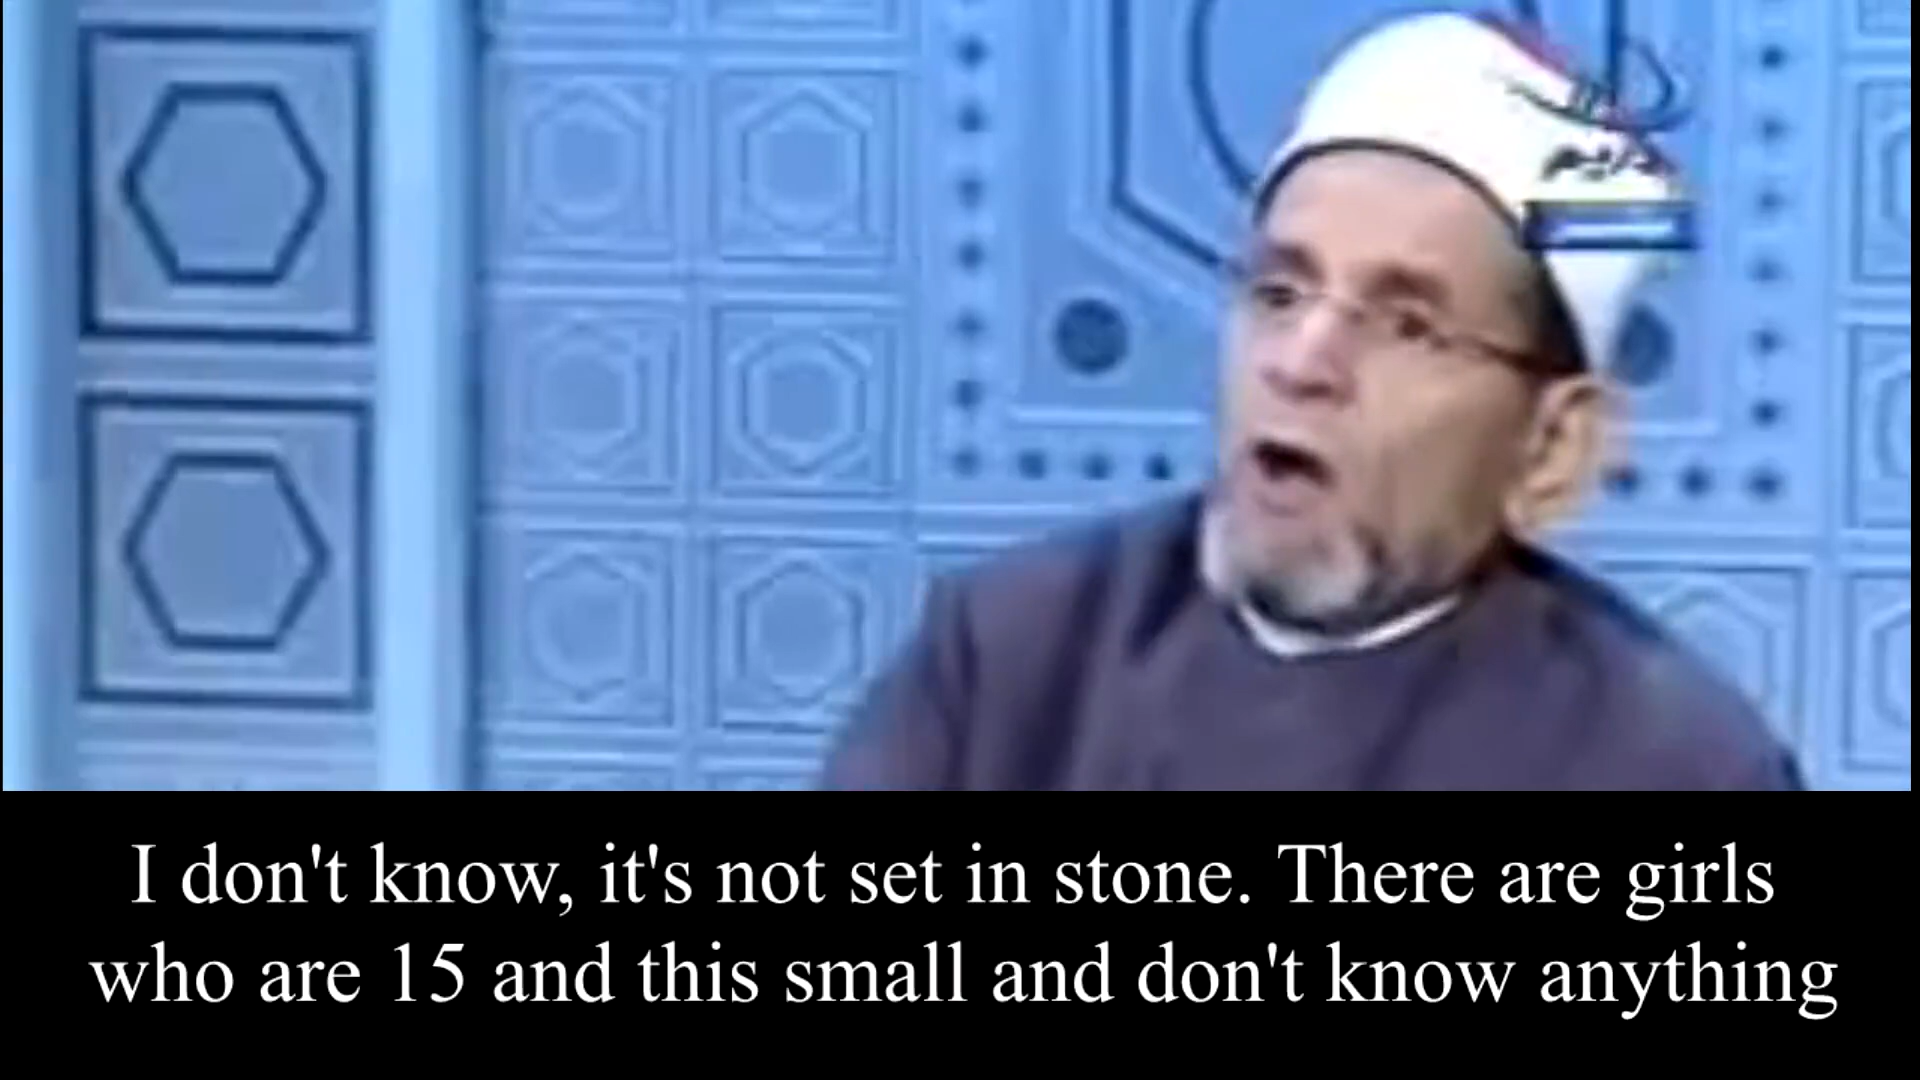 كريم
I don't know, it's not set in stone. There are girls
who are 15 and this small and don't know anything